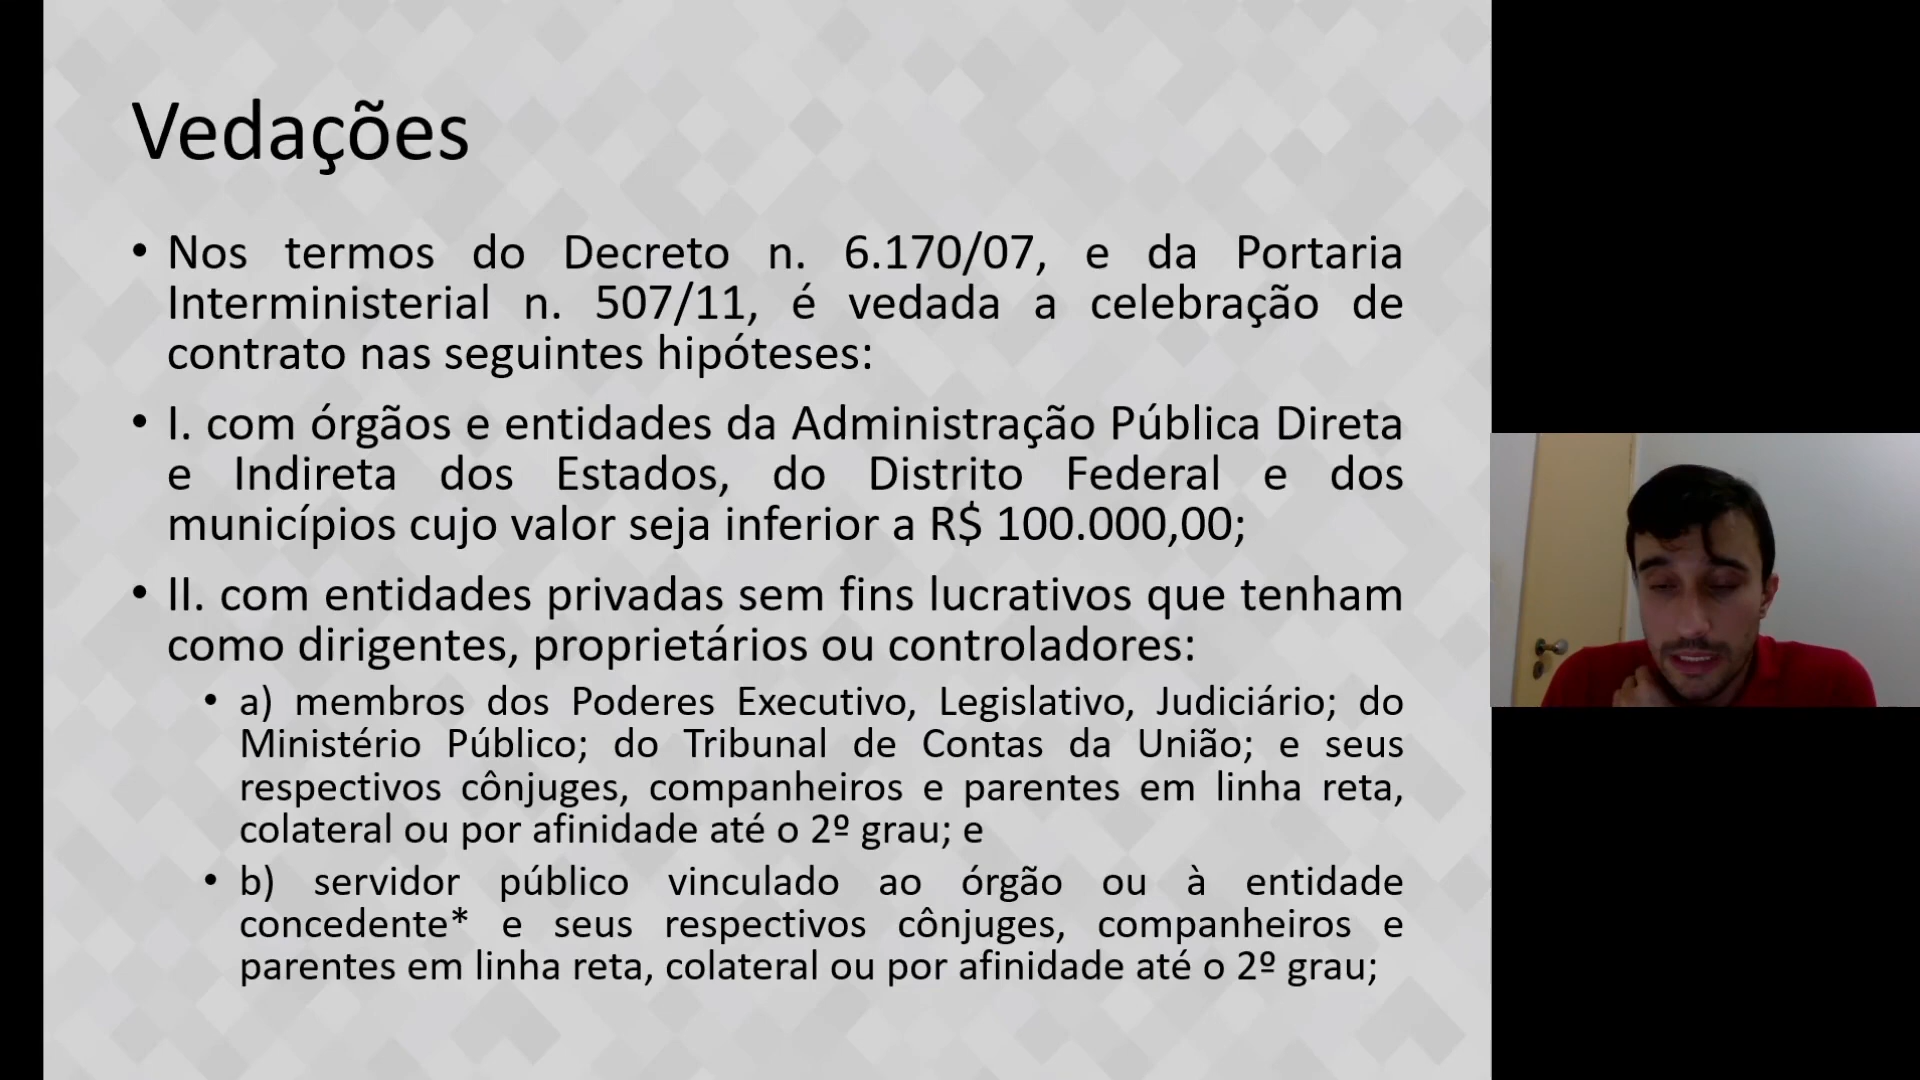 Vedações
• Nos termos do Decreto n. 6.170/07, e da Portaria
Interministerial n. 507/11, é vedada a celebração de
contrato nas seguintes hipóteses:
• I. com órgãos e entidades da Administração Pública Direta
e Indireta dos Estados, do Distrito Federal e dos
municípios cujo valor seja inferior a R$ 100.000,00;
• II. com entidades privadas sem fins lucrativos que tenham
como dirigentes, proprietários ou controladores:
• a) membros dos Poderes Executivo, Legislativo, Judiciário; do
Ministério Público; do Tribunal de Contas da União; e seus
respectivos cônjuges, companheiros e parentes em linha reta,
colateral ou por afinidade até o 2º grau; e
• b) servidor público vinculado ao órgão ou à entidade
concedente* e seus respectivos cônjuges, companheiros e
parentes em linha reta, colateral ou por afinidade até o 2º grau;